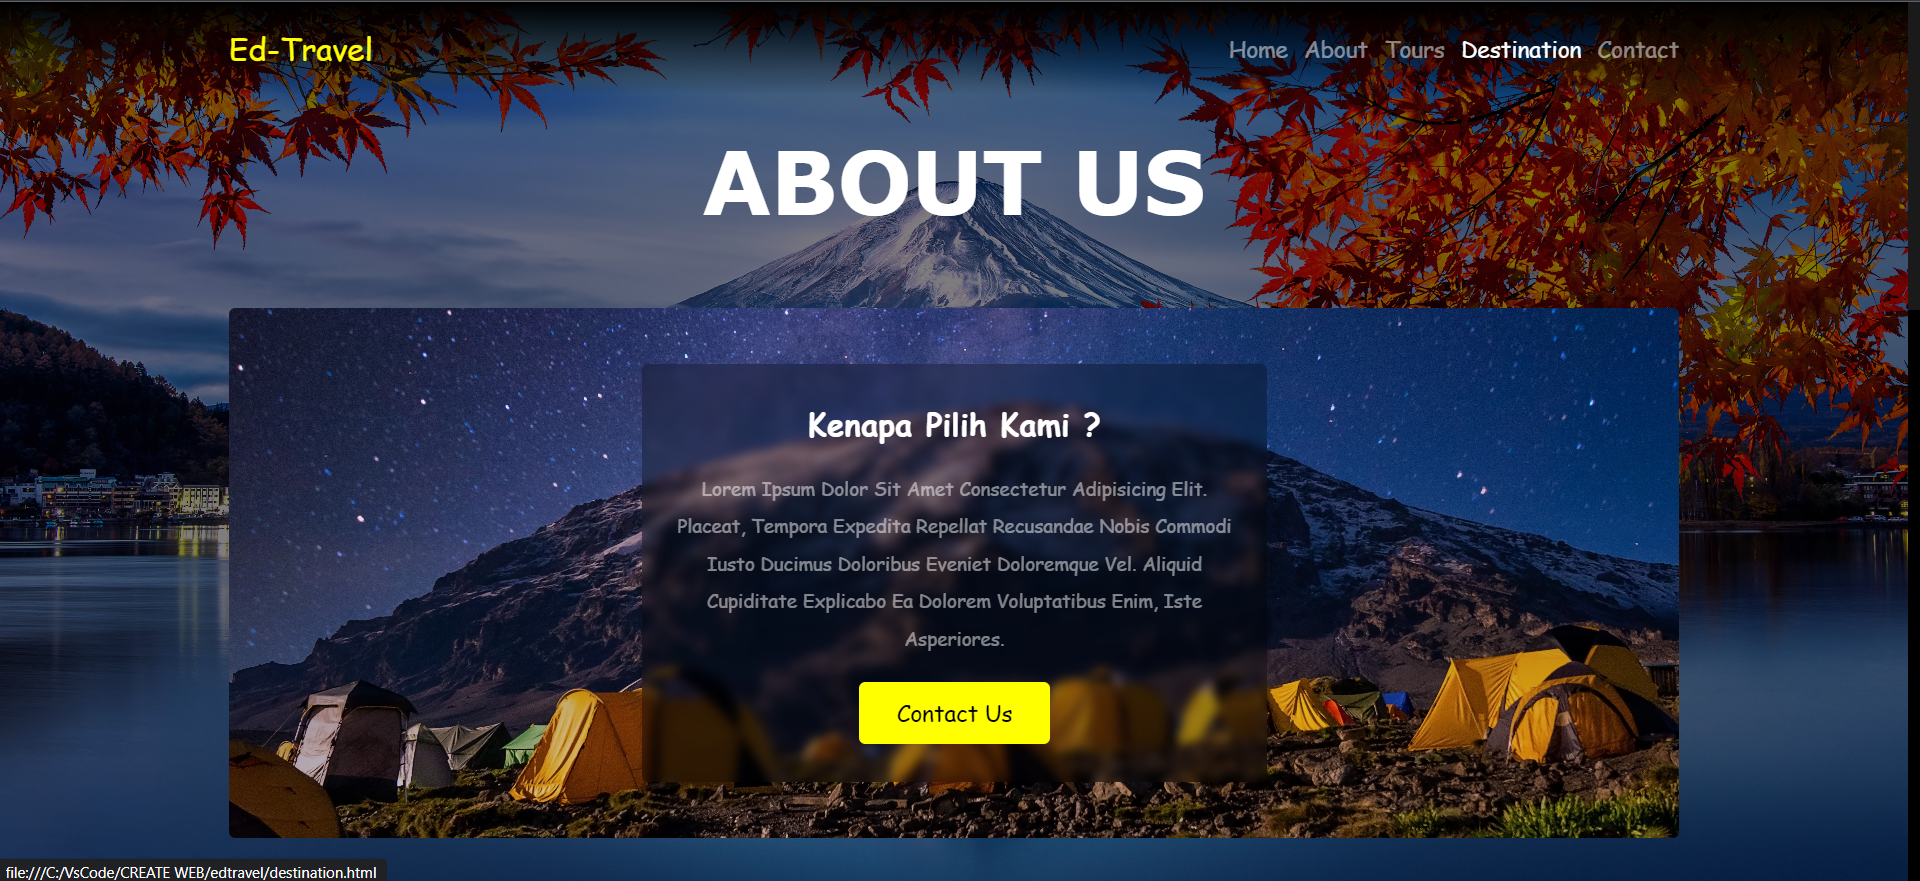 Ed-Travel
Home About Tours Destination Contact
ABOUT US
Kenapa Pilih Kami ?
Lorem Ipsum Dolor Sit Amet Consectetur Adipisicing Elit.
Placeat, Tempora Expedita Repellat Recusandae Nobis Commodi
Iusto Ducimus Doloribus Eveniet Doloremque Vel. Aliquid
Cupiditate Explicabo Ea Dolorem Voluptatibus Enim, Iste
Asperiores.
Contact Us
file:///C:/VsCode/CREATE WEB/edtravel/destination.html